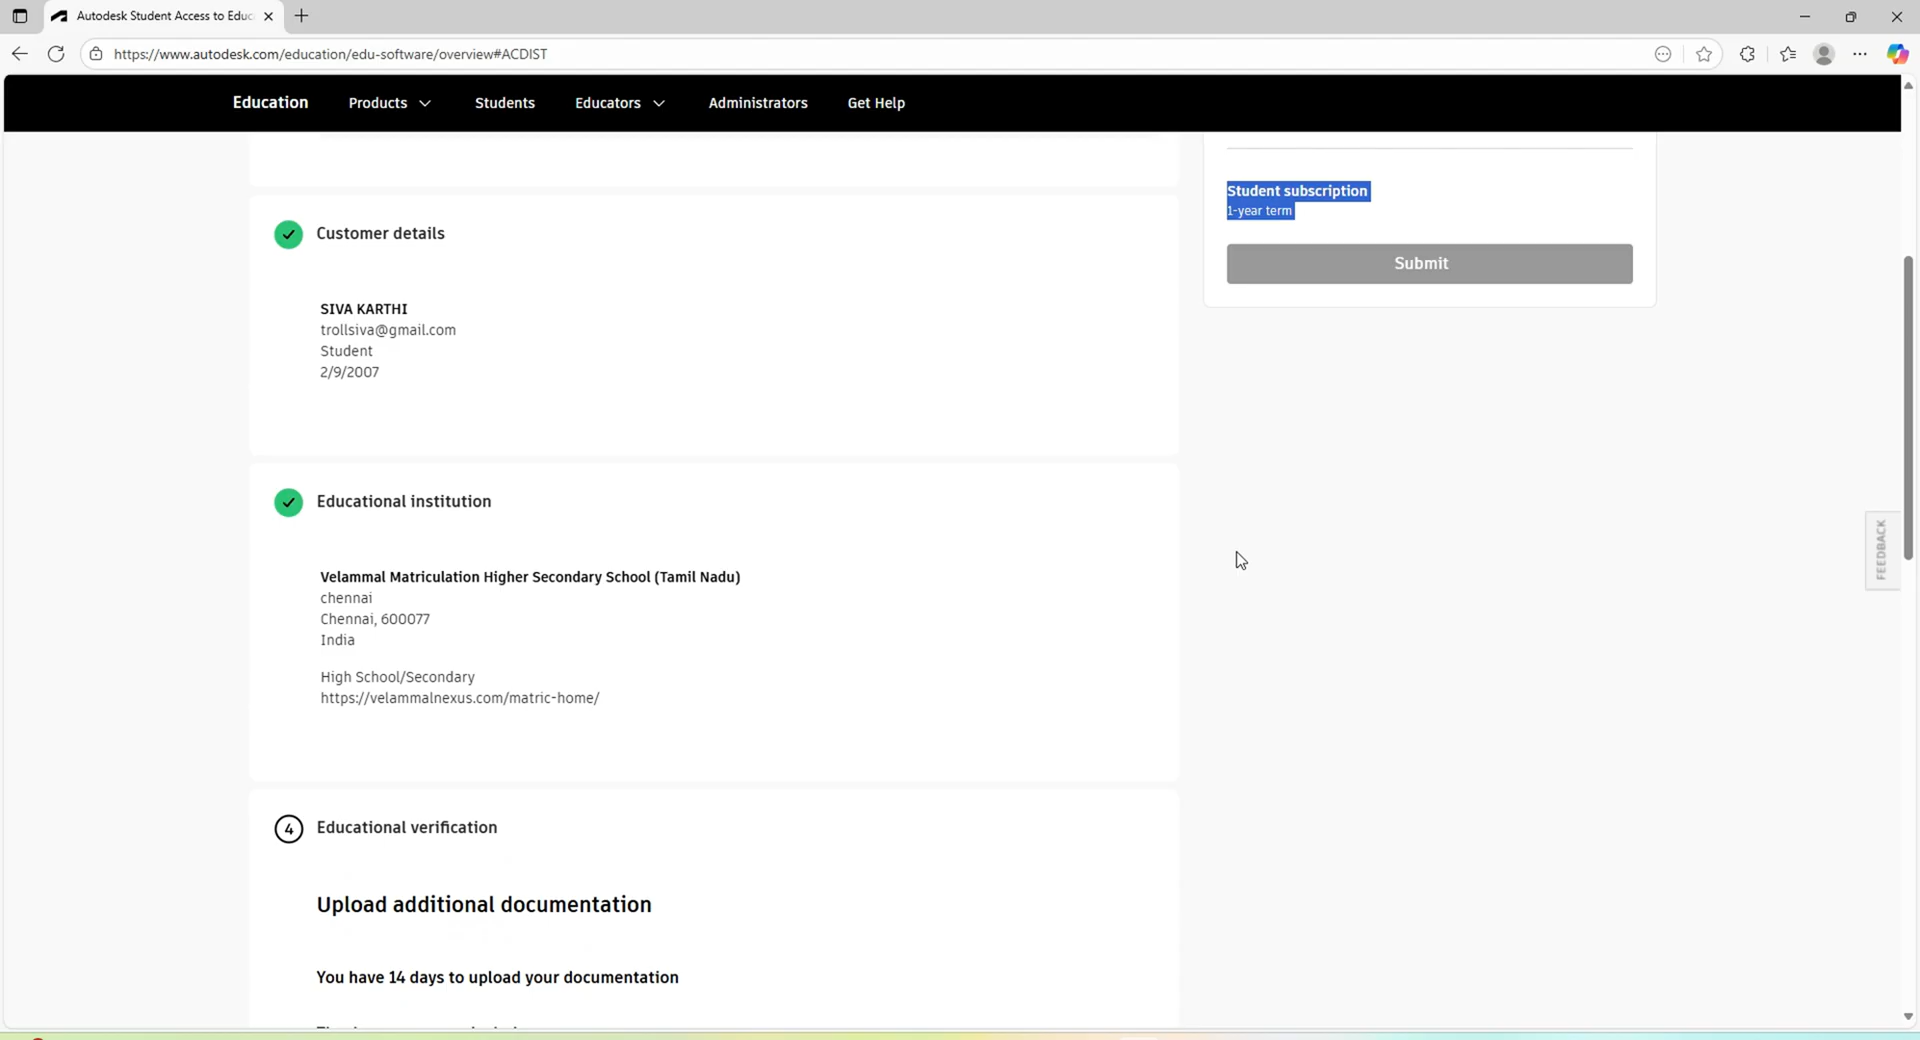 Autodesk Student Access to Educ
https://www.autodesk.com/education/edu-software/overview#ACDIST
Education Products Students Educators Administrators Get Help
Student subscription
1-year term
Submit
Customer details
SIVA KARTHI
trollsiva@gmail.com
Student
2/9/2007
Educational institution
Velammal Matriculation Higher Secondary School (Tamil Nadu)
chennai
Chennai, 600077
India
High School/Secondary
https://velammalnexus.com/matric-home/
4 Educational verification
Upload additional documentation
You have 14 days to upload your documentation
FEEDBACK